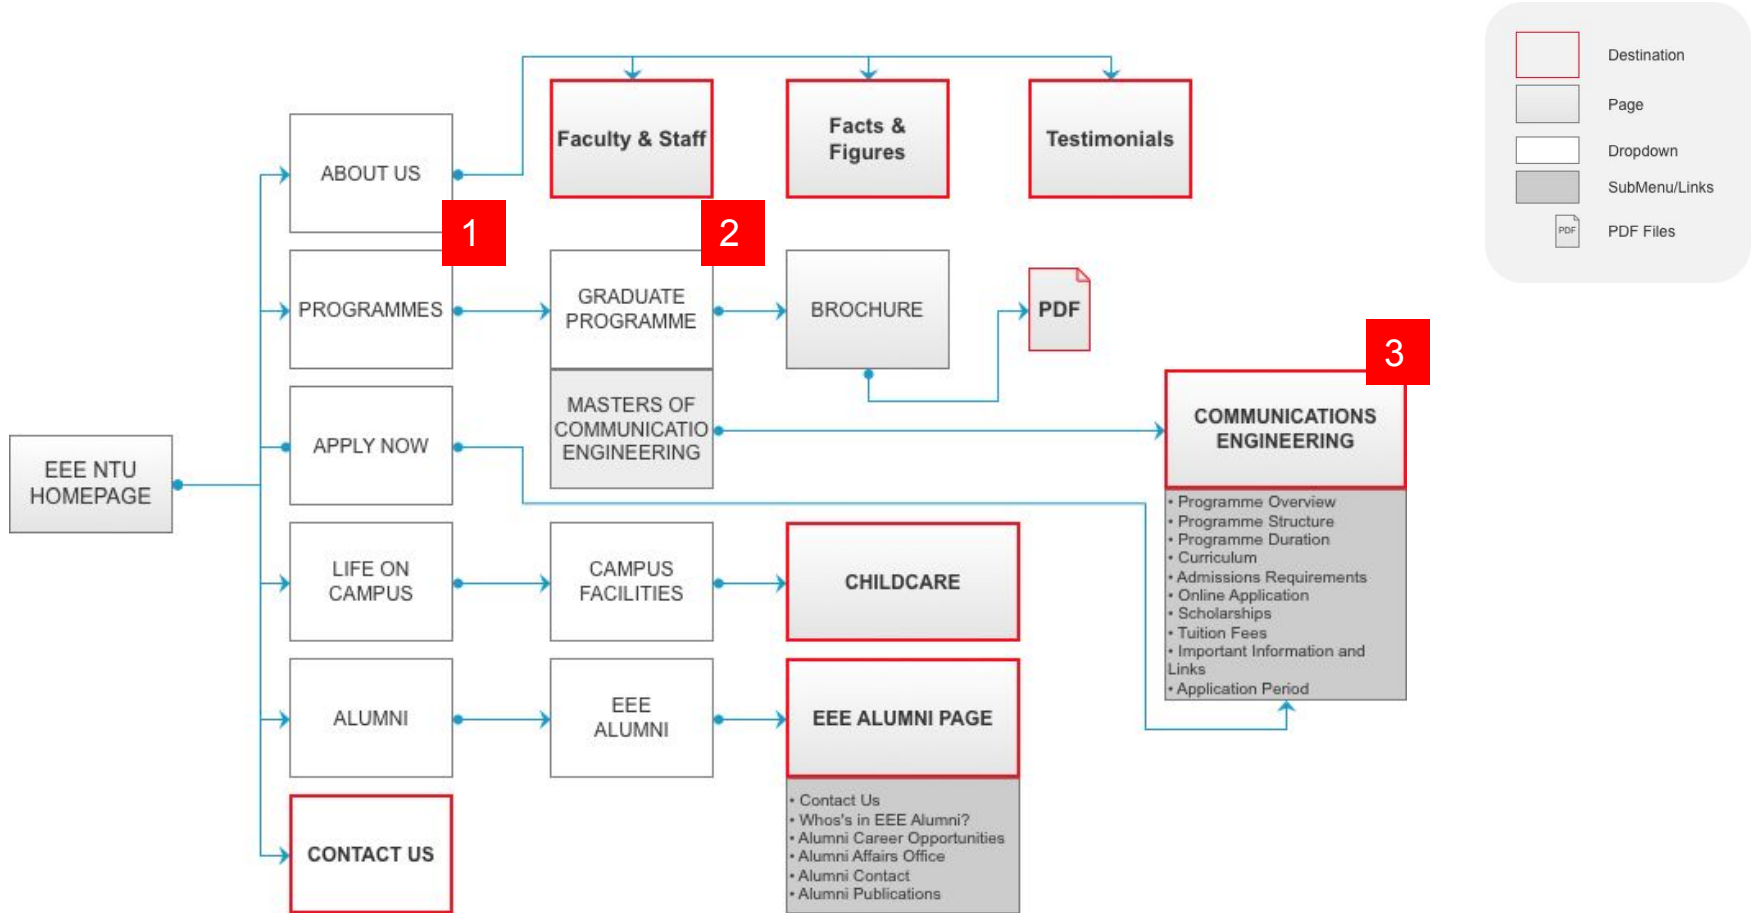 Faculty & Staff
Facts &
Figures
Testimonials
ABOUT US
1
2
PROGRAMMES
GRADUATE
PROGRAMME
BROCHURE
PDF
MASTERS OF
COMMUNICATIO
ENGINEERING
3
COMMUNICATIONS
ENGINEERING
• Programme Overview
• Programme Structure
• Programme Duration
• Curriculum
• Admissions Requirements
• Online Application
• Scholarships
• Tuition Fees
• Important Information and
Links
• Application Period
APPLY NOW
EEE NTU
HOMEPAGE
LIFE ON
CAMPUS
CAMPUS
FACILITIES
CHILDCARE
ALUMNI
EEE
ALUMNI
EEE ALUMNI PAGE
• Contact Us
• Whos's in EEE Alumni?
• Alumni Career Opportunities
• Alumni Affairs Office
• Alumni Contact
• Alumni Publications
CONTACT US
Destination
Page
Dropdown
SubMenu/Links
PDF
PDF Files